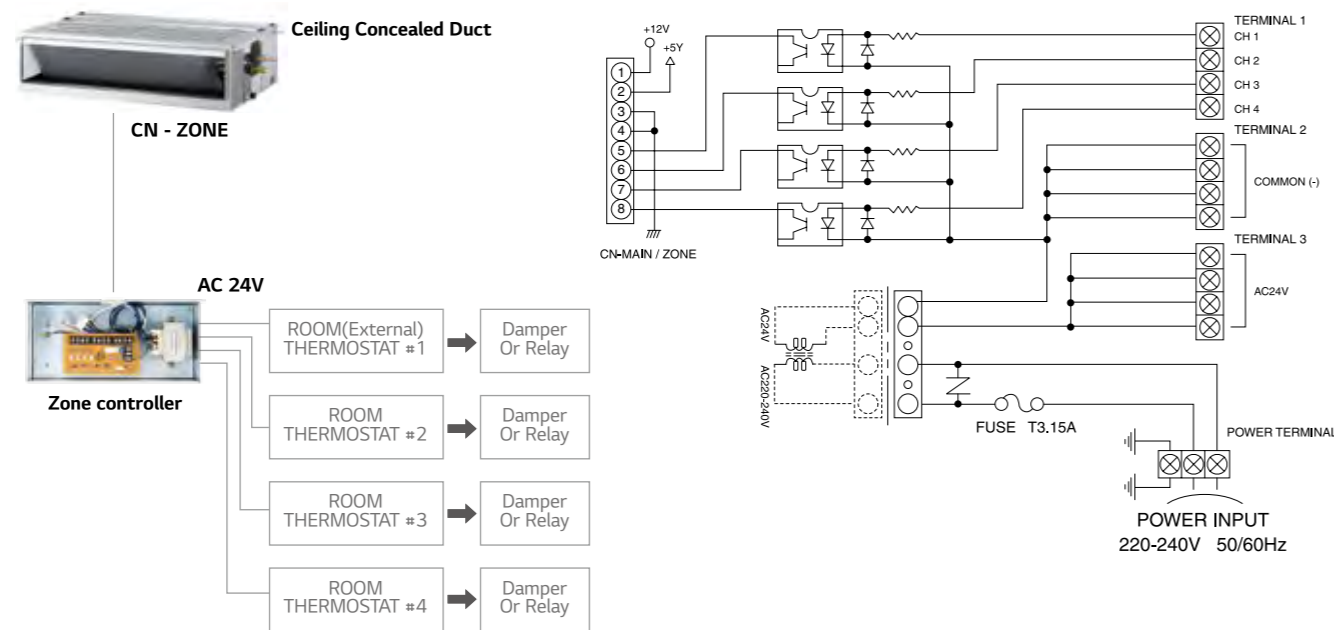 Ceiling Concealed Duct
CN - ZONE
AC 24V
Zone controller
ROOM(External)
THERMOSTAT #1
Damper
Or Relay
ROOM
THERMOSTAT #2
Damper
Or Relay
ROOM
THERMOSTAT #3
Damper
Or Relay
ROOM
THERMOSTAT #4
Damper
Or Relay
+12V
+5Y
1
2
3
4
5
6
7
8
CN-MAIN / ZONE
TERMINAL 1
CH 1
CH 2
CH 3
CH 4
TERMINAL 2
COMMON (-)
TERMINAL 3
AC24V
AC24V
AC220-240V
FUSE T3.15A
POWER TERMINAL
POWER INPUT
220-240V 50/60Hz